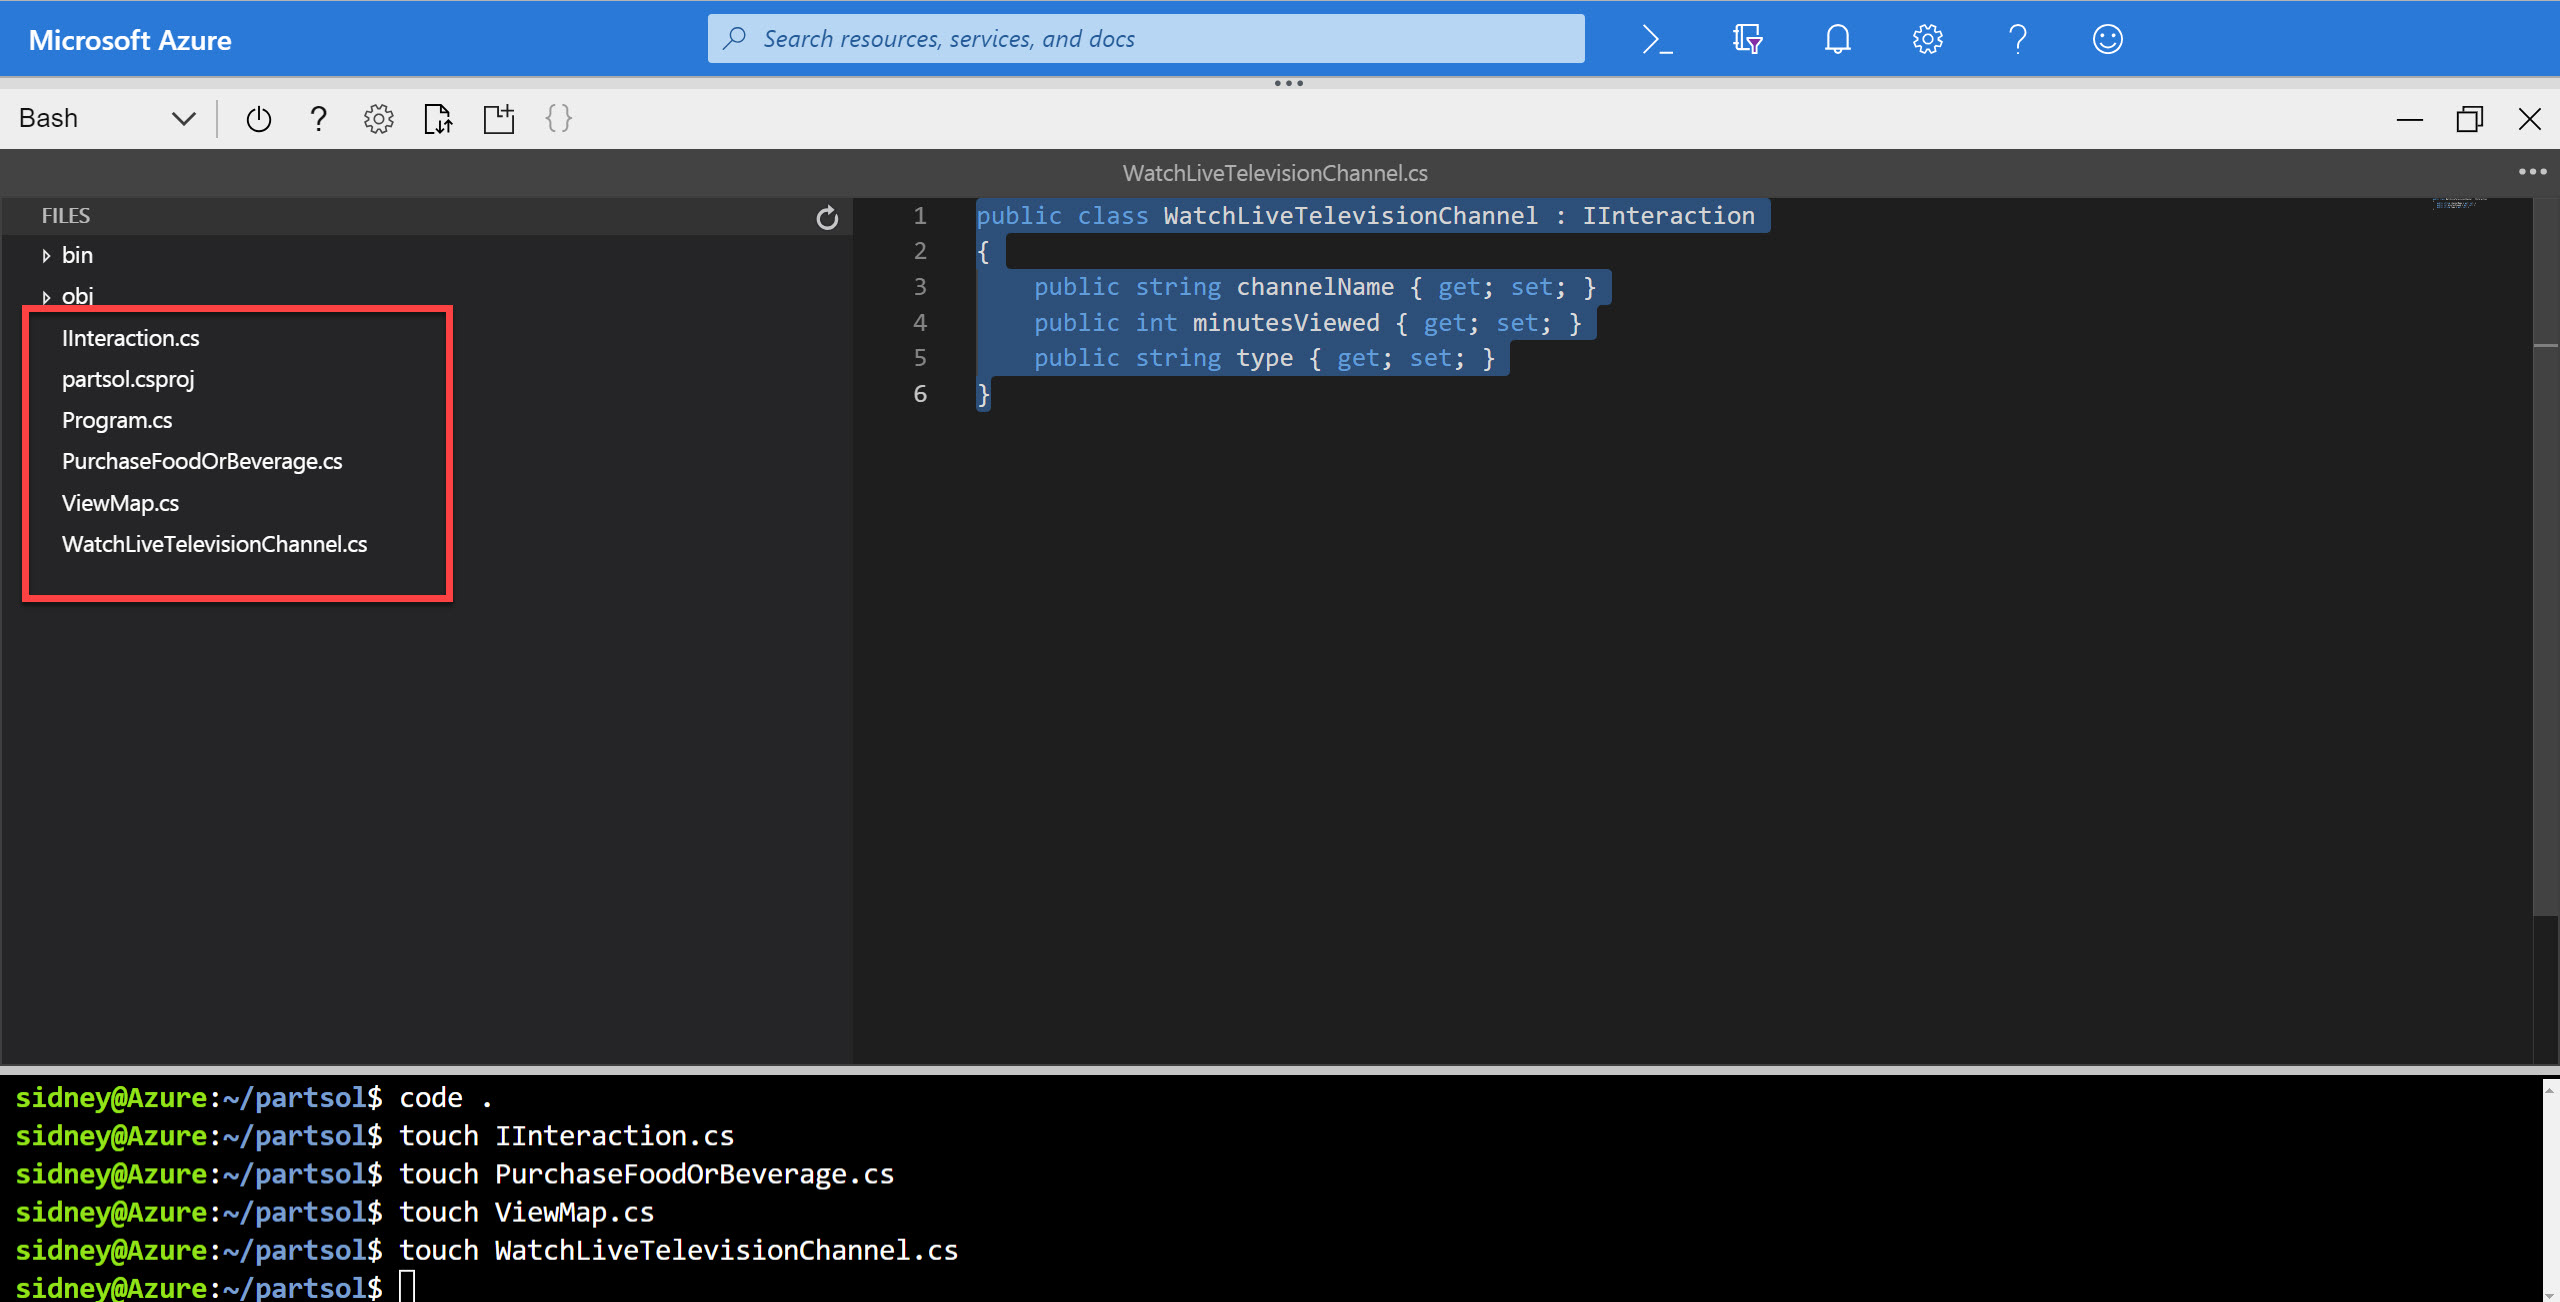 Microsoft Azure
Search resources, services, and docs
Bash
WatchLiveTelevisionChannel.cs
FILES
bin
obj
IInteraction.cs
partsol.csproj
Program.cs
PurchaseFoodOrBeverage.cs
ViewMap.cs
WatchLiveTelevisionChannel.cs
1 public class WatchLiveTelevisionChannel : IInteraction
2 {
3     public string channelName { get; set; }
4     public int minutesViewed { get; set; }
5     public string type { get; set; }
6 }
sidney@Azure:~/partsol$ code .
sidney@Azure:~/partsol$ touch IInteraction.cs
sidney@Azure:~/partsol$ touch PurchaseFoodOrBeverage.cs
sidney@Azure:~/partsol$ touch ViewMap.cs
sidney@Azure:~/partsol$ touch WatchLiveTelevisionChannel.cs
sidney@Azure:~/partsol$